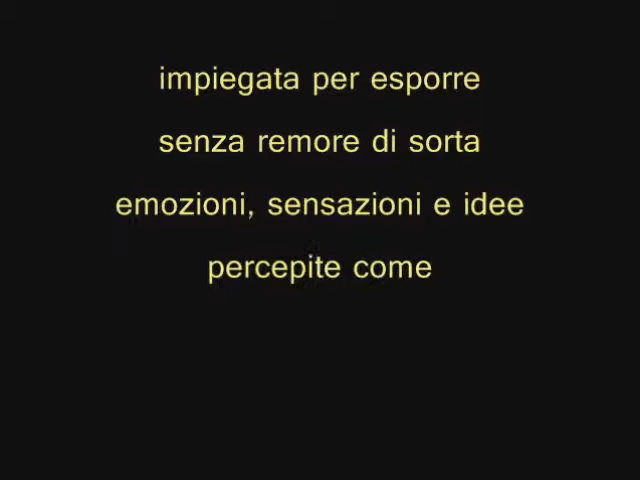 impiegata per esporre
senza remore di sorta
emozioni, sensazioni e idee
percepite come